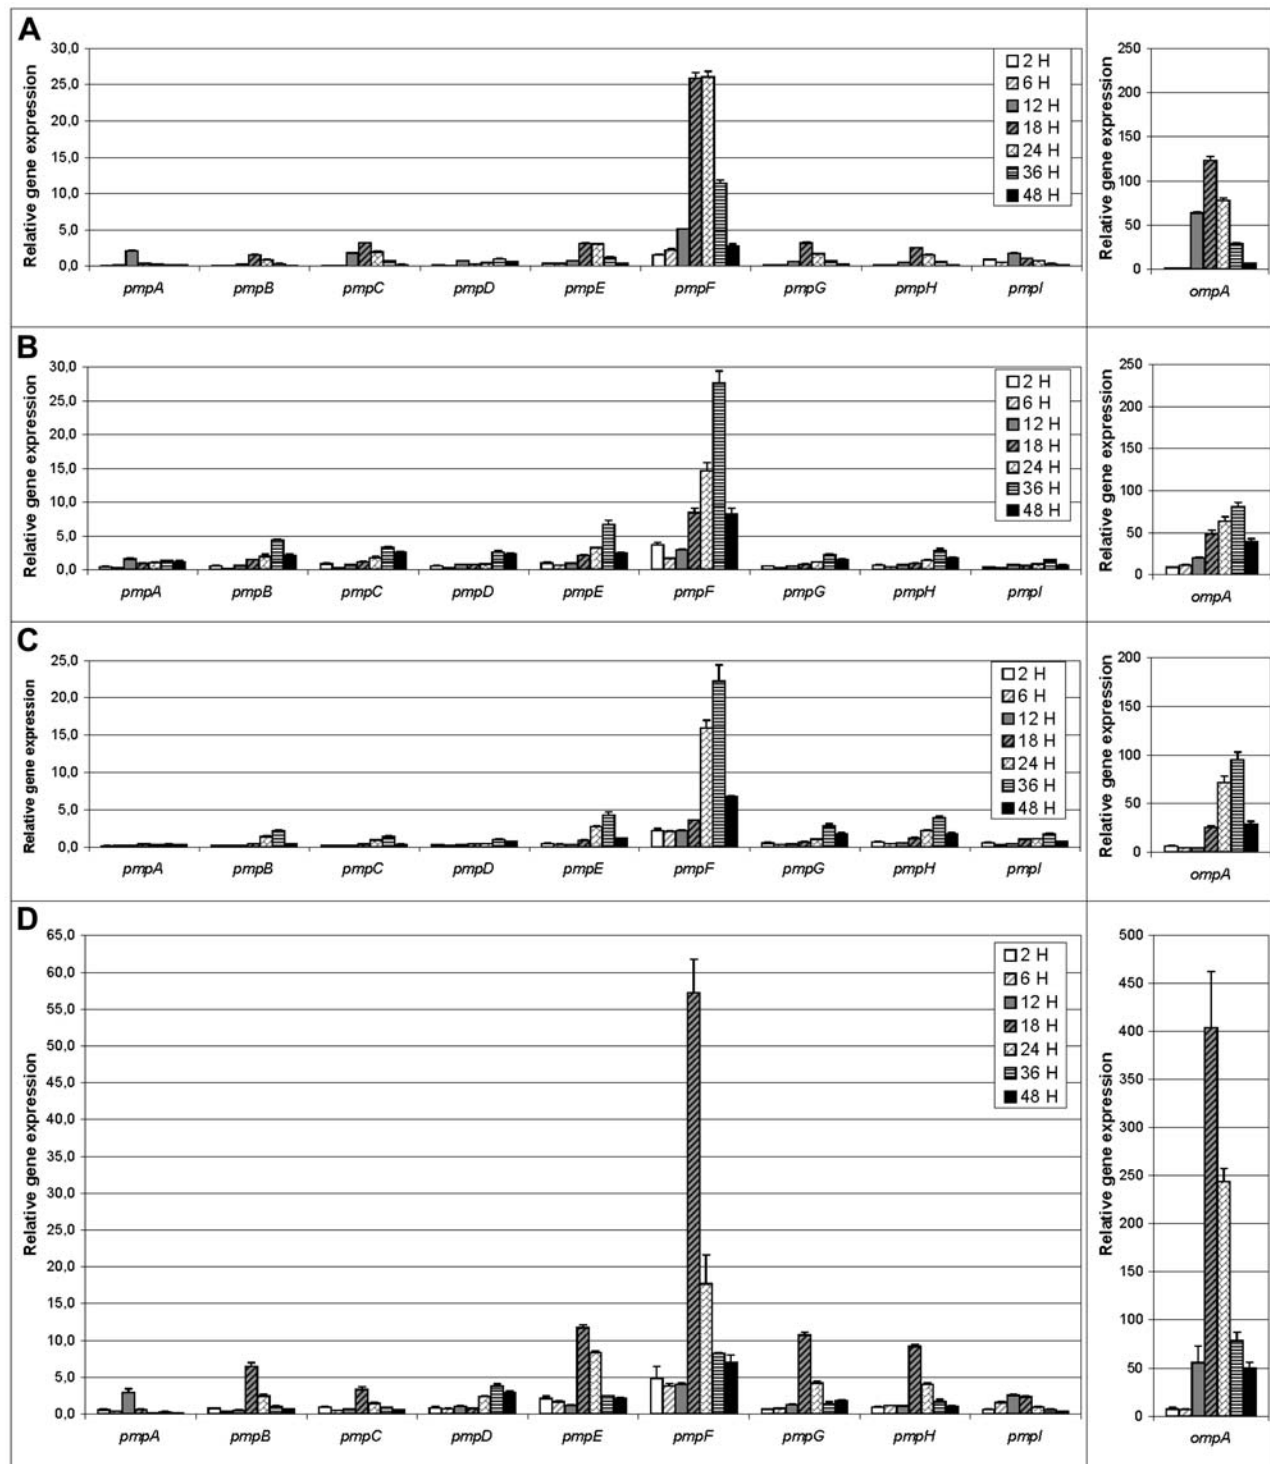 A
Relative gene expression
30,0
25,0
20,0
15,0
10,0
5,0
0,0
pmpA pmpB pmpC pmpD pmpE pmpF pmpG pmpH pmpI
2 H
6 H
12 H
18 H
24 H
36 H
48 H
Relative gene expression
250
200
150
100
50
0
ompA
B
Relative gene expression
30,0
25,0
20,0
15,0
10,0
5,0
0,0
pmpA pmpB pmpC pmpD pmpE pmpF pmpG pmpH pmpI
2 H
6 H
12 H
18 H
24 H
36 H
48 H
Relative gene expression
250
200
150
100
50
0
ompA
C
Relative gene expression
25,0
20,0
15,0
10,0
5,0
0,0
pmpA pmpB pmpC pmpD pmpE pmpF pmpG pmpH pmpI
2 H
6 H
12 H
18 H
24 H
36 H
48 H
Relative gene expression
200
150
100
50
0
ompA
D
Relative gene expression
65,0
60,0
55,0
50,0
45,0
40,0
35,0
30,0
25,0
20,0
15,0
10,0
5,0
0,0
pmpA pmpB pmpC pmpD pmpE pmpF pmpG pmpH pmpI
2 H
6 H
12 H
18 H
24 H
36 H
48 H
Relative gene expression
500
450
400
350
300
250
200
150
100
50
0
ompA